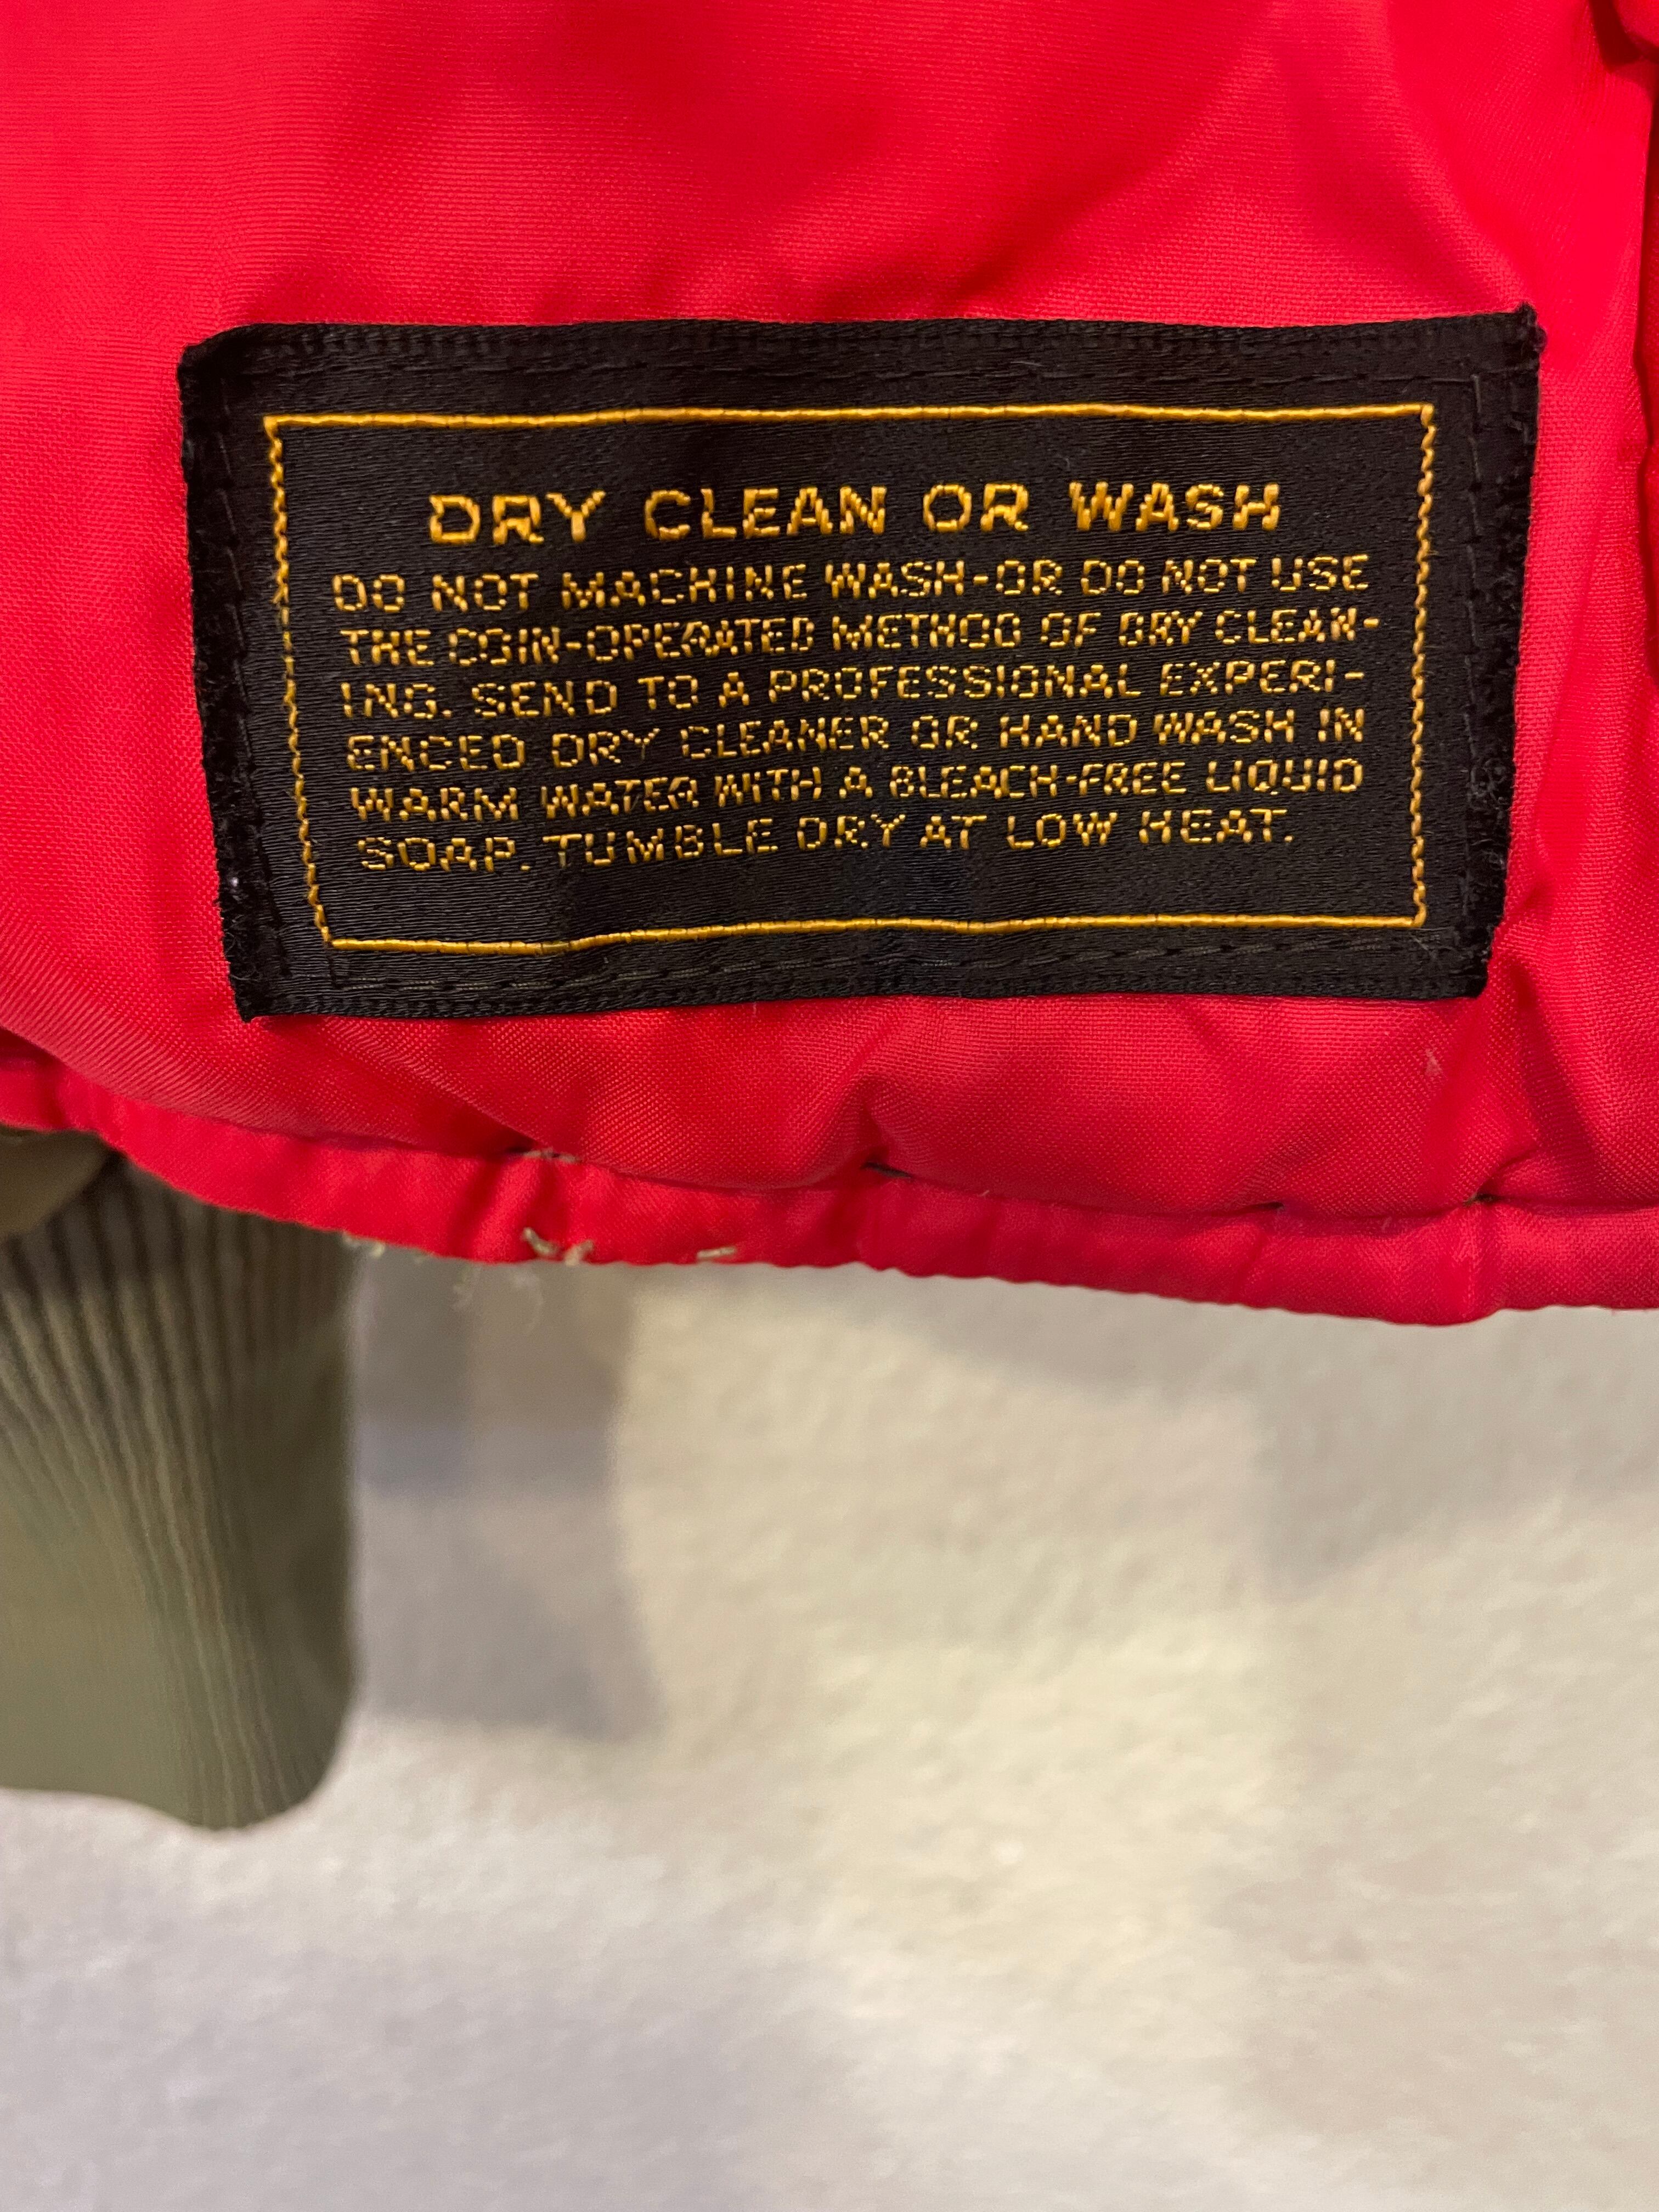 DRY CLEAN OR WASH
DO NOT MACHINE WASH-OR DO NOT USE
THE COIN-OPERATED METHOD OF DRY CLEAN-
ING. SEND TO A PROFESSIONAL EXPERI-
ENCED DRY CLEANER OR HAND WASH IN
WARM WATER WITH A BLEACH-FREE LIQUID
SOAP. TUMBLE DRY AT LOW HEAT.